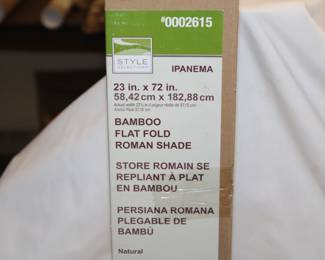 #0002615
STYLE
SELECTIONS
IPANEMA
23 in. x 72 in.
58,42 cm x 182,88 cm
BAMBOO
FLAT FOLD
ROMAN SHADE
STORE ROMAIN SE
REPLIANT À PLAT
EN BAMBOU
PERSIANA ROMANA
PLEGABLE DE
BAMBÚ
Natural